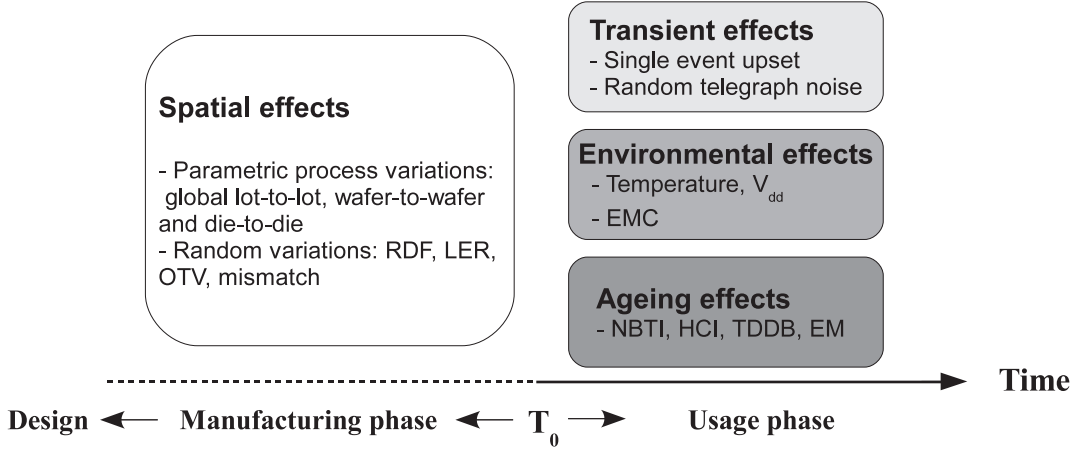 Spatial effects
- Parametric process variations:
global lot-to-lot, wafer-to-wafer
and die-to-die
- Random variations: RDF, LER,
OTV, mismatch
Transient effects
- Single event upset
- Random telegraph noise
Environmental effects
- Temperature, Vdd
- EMC
Ageing effects
- NBTI, HCI, TDDB, EM
Time
Design Manufacturing phase T0 Usage phase